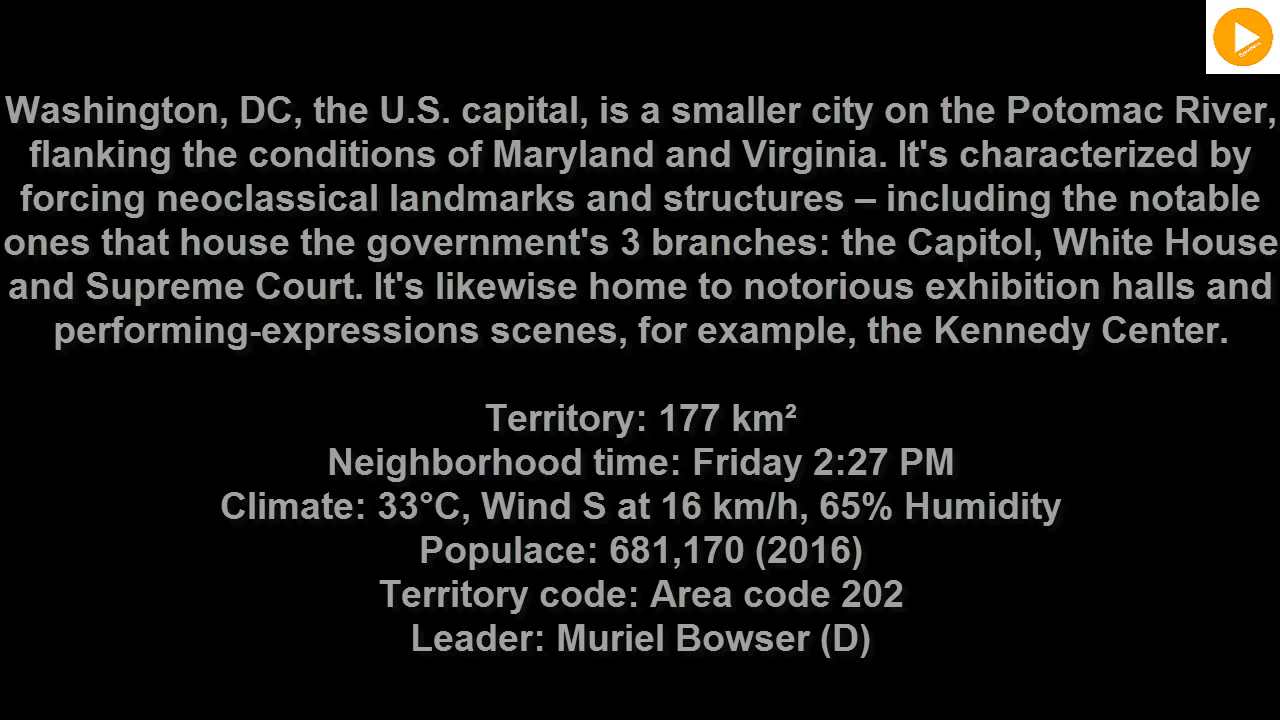 Washington, DC, the U.S. capital, is a smaller city on the Potomac River,
flanking the conditions of Maryland and Virginia. It's characterized by
forcing neoclassical landmarks and structures – including the notable
ones that house the government's 3 branches: the Capitol, White House
and Supreme Court. It's likewise home to notorious exhibition halls and
performing-expressions scenes, for example, the Kennedy Center.
Territory: 177 km²
Neighborhood time: Friday 2:27 PM
Climate: 33°C, Wind S at 16 km/h, 65% Humidity
Populace: 681,170 (2016)
Territory code: Area code 202
Leader: Muriel Bowser (D)